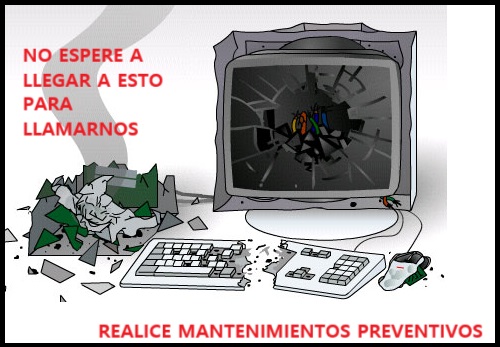 NO ESPERE A
LLEGAR A ESTO
PARA
LLAMARNOS
REALICE MANTENIMIENTOS PREVENTIVOS